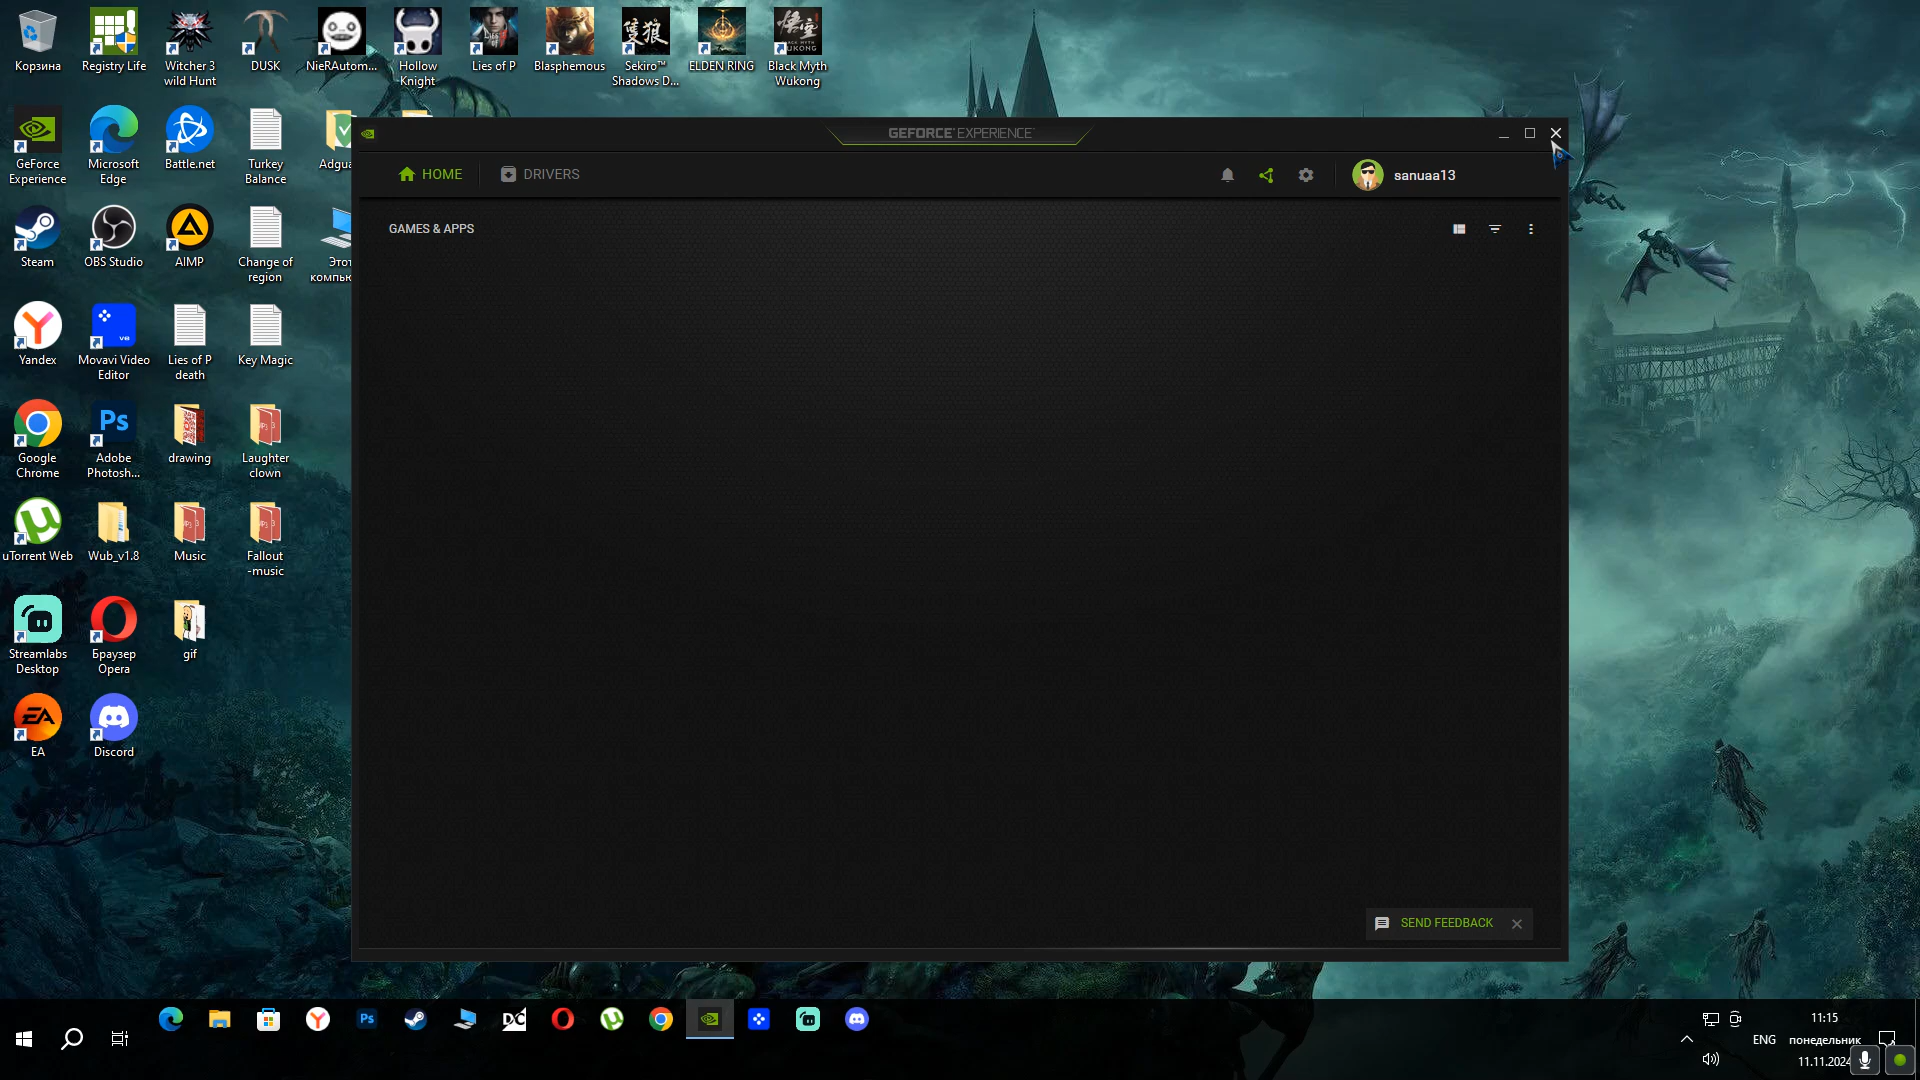 Корзина
Registry Life
Witcher 3
wild Hunt
DUSK
NieRAutom...
Hollow
Knight
Lies of P
Blasphemous
Sekiro™
Shadows D...
ELDEN RING
Black Myth
Wukong
GeForce
Experience
Microsoft
Edge
Battle.net
Turkey
Balance
Adgua
GEFORCE EXPERIENCE
HOME
DRIVERS
sanuaa13
GAMES & APPS
Steam
OBS Studio
AIMP
Change of
region
Этот
компью
Yandex
Movavi Video
Editor
Lies of P
death
Key Magic
Google
Chrome
Adobe
Photosh...
drawing
Laughter
clown
uTorrent Web
Wub_v1.8
Music
Fallout
-music
Streamlabs
Desktop
Браузер
Opera
gif
EA
Discord
SEND FEEDBACK
11:15
ENG
понедельник
11.11.2024